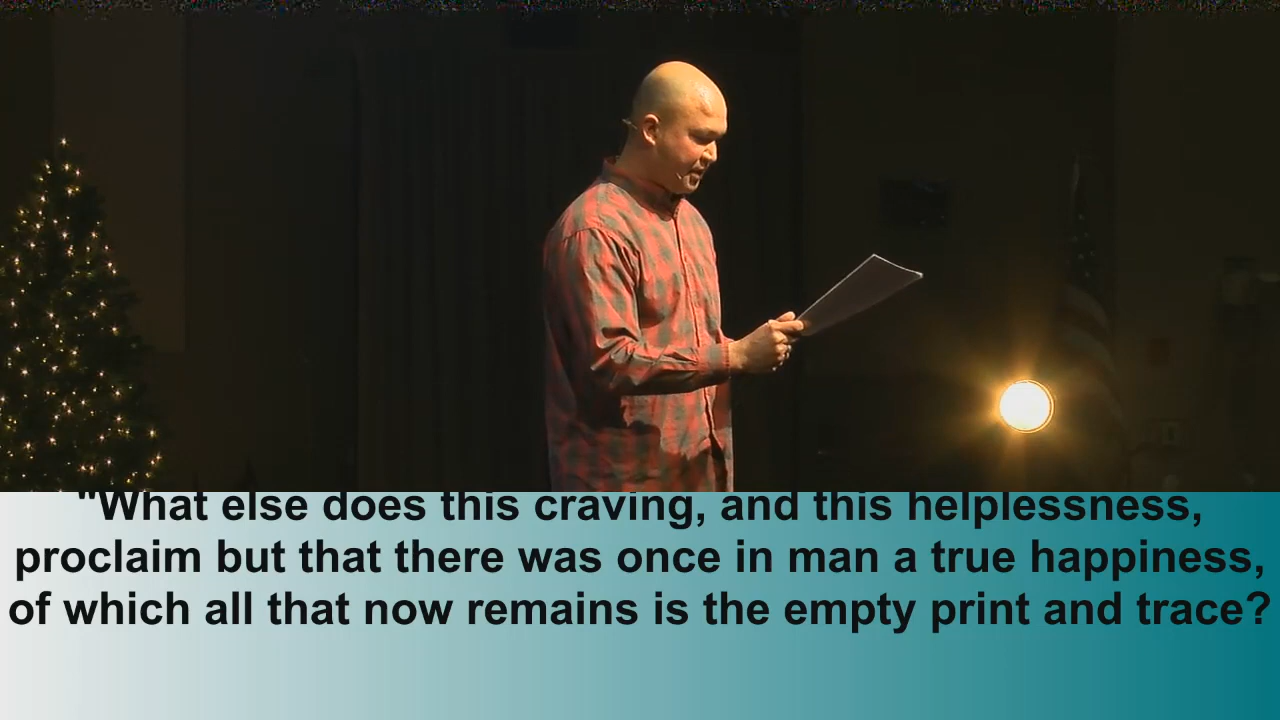 "What else does this craving, and this helplessness,
proclaim but that there was once in man a true happiness,
of which all that now remains is the empty print and trace?